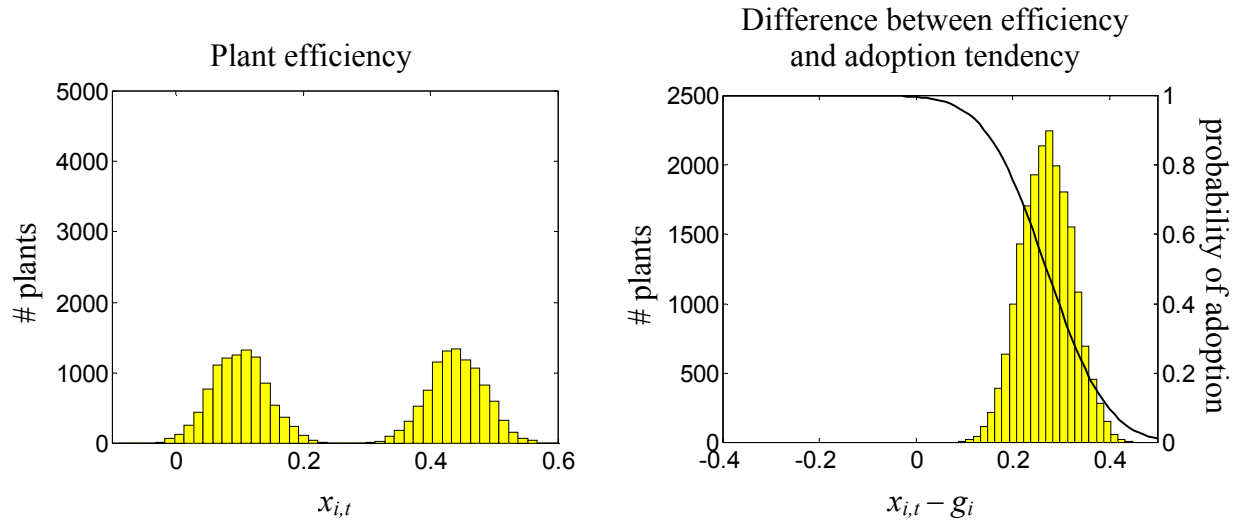 Plant efficiency
5000
4000
3000
2000
1000
0
# plants
0 0.2 0.4 0.6
x_{i,t}
Difference between efficiency
and adoption tendency
2500
2000
1500
1000
500
0
# plants
1
0.8
0.6
0.4
0.2
0
probability of adoption
-0.4 -0.2 0 0.2 0.4
x_{i,t} – g_i